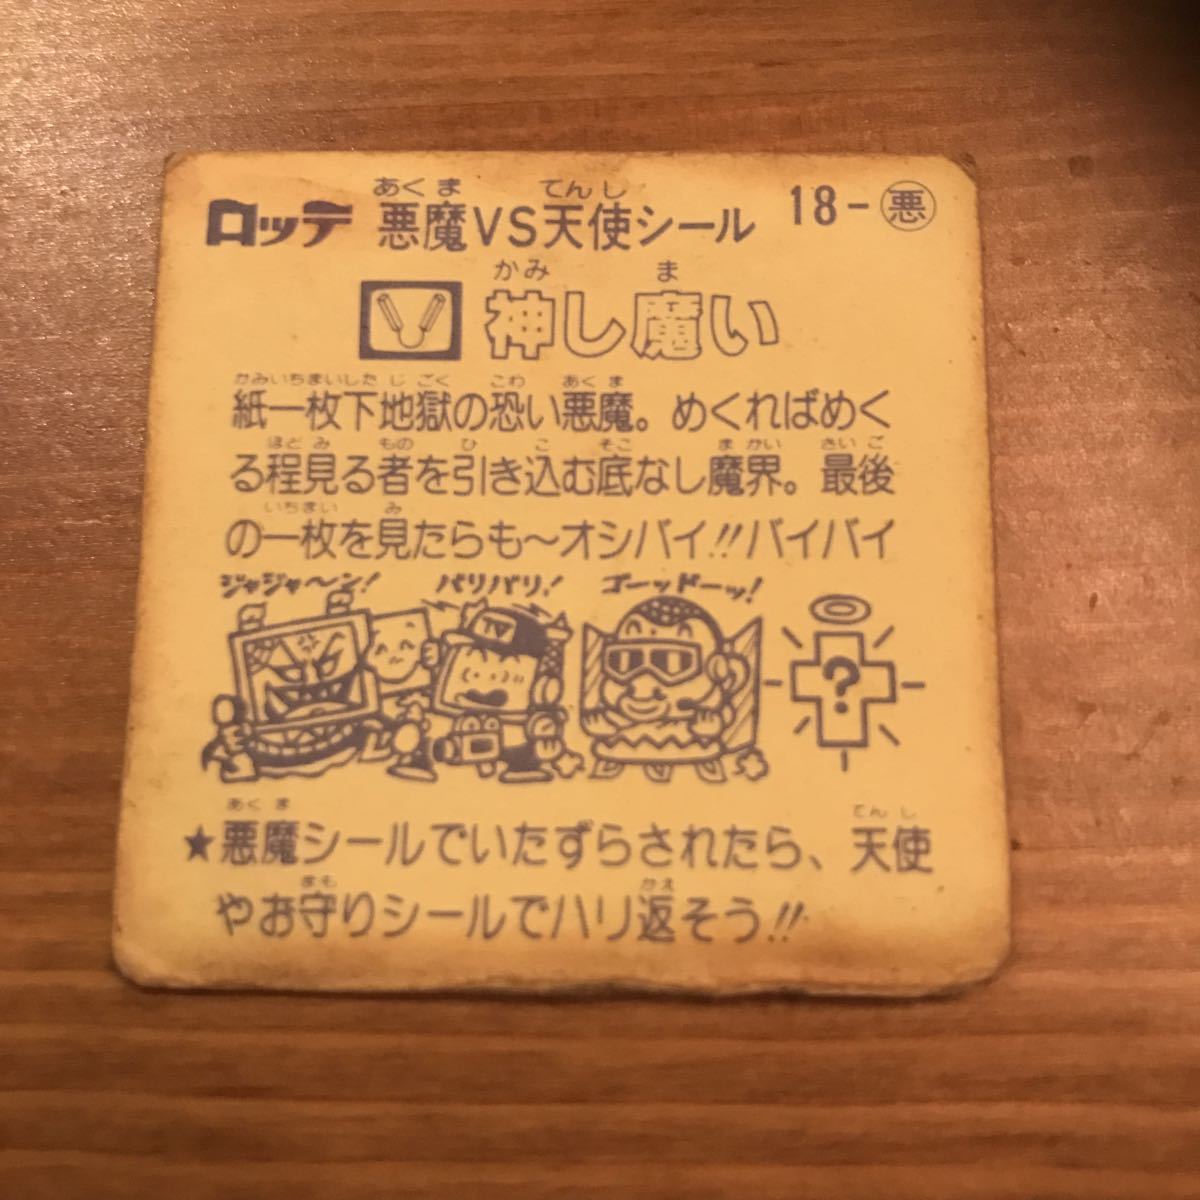 ロッテ 悪魔VS天使シール 18-悪
あくま てんし
神し魔い
かみ ま
紙一枚下地獄の恐い悪魔。めくればめく
かみいちまいしたじごく こわ あくま
る程見る者を引き込む底なし魔界。最後
ほどみ もの ひ こ そこ まかい さいご
の一枚を見たらも〜オシバイ!!バイバイ
いちまい み
ジャジャ〜ン! バリバリ! ゴーッドーッ!
TV
?
★悪魔シールでいたずらされたら、天使
あくま てんし
やお守りシールでハリ返そう!!
まも かえ